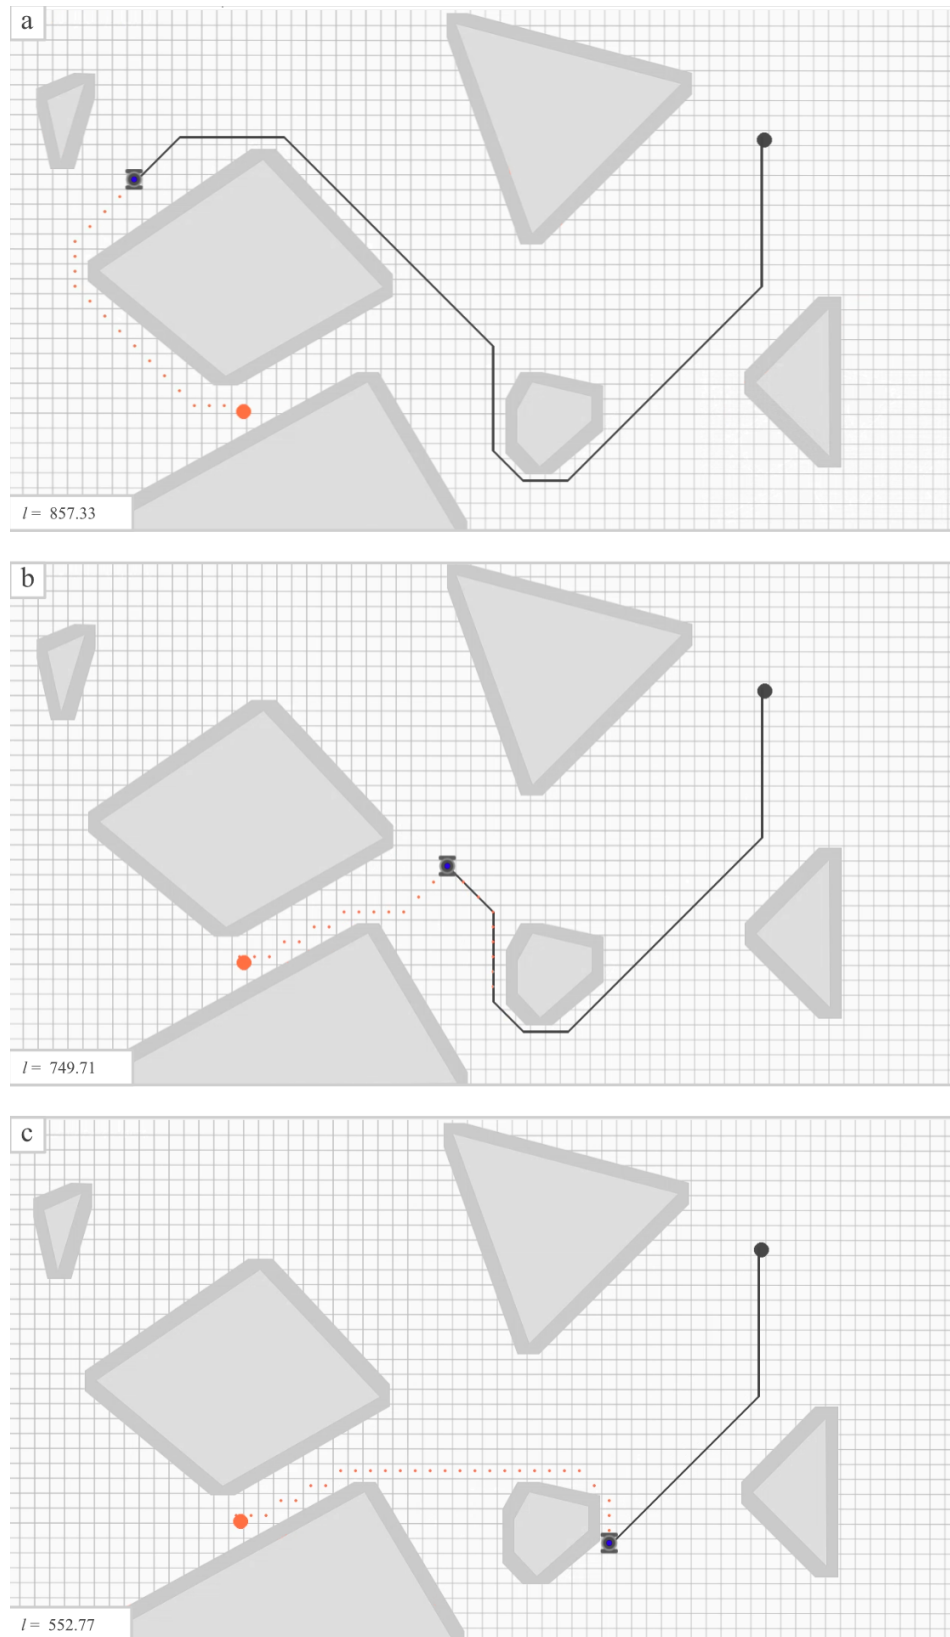 a
l = 857.33
b
l = 749.71
c
l = 552.77